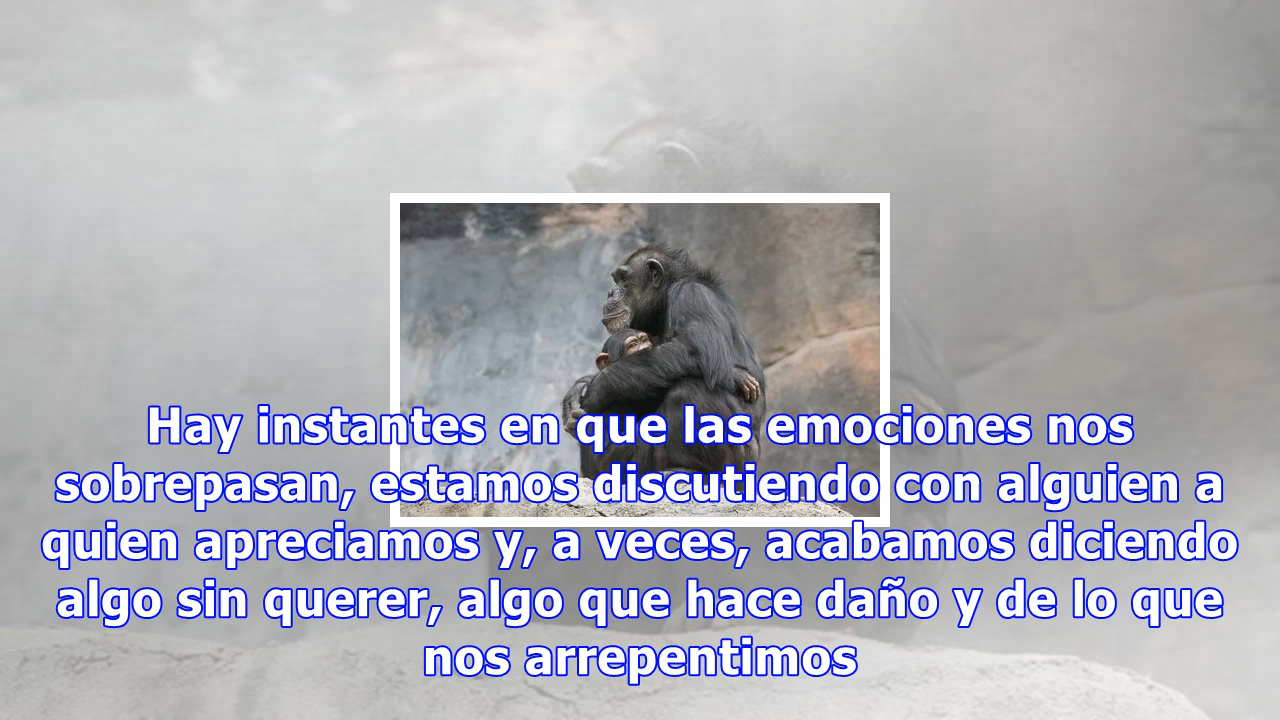 Hay instantes en que las emociones nos
sobrepasan, estamos discutiendo con alguien a
quien apreciamos y, a veces, acabamos diciendo
algo sin querer, algo que hace daño y de lo que
nos arrepentimos